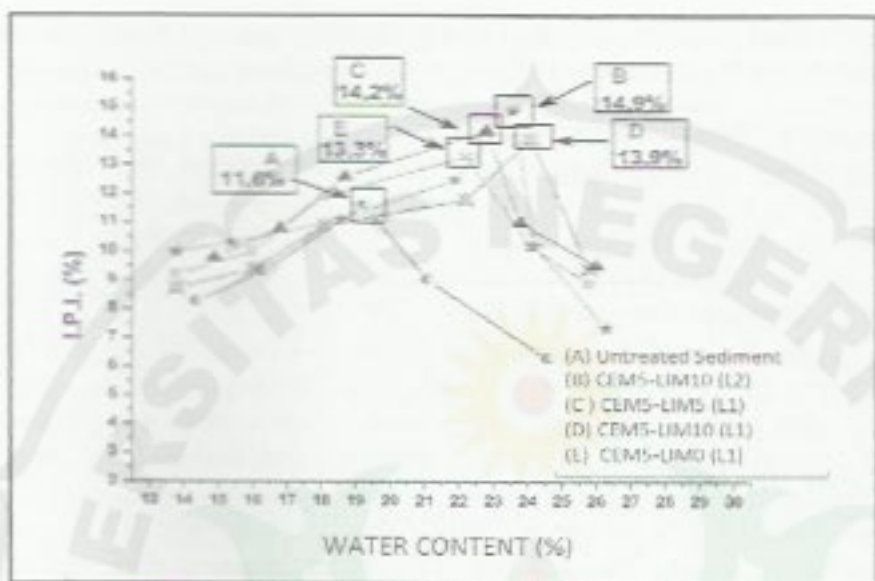 C
14,2%
B
14,9%
E
13,3%
D
13,9%
A
11,6%
16
15
14
13
12
11
10
9
8
7
6
5
4
3
2
I.P.I. (%)
(A) Untreated Sediment
(B) CEM5-LIM10 (L2)
(C) CEM5-LIM5 (L1)
(D) CEM5-LIM10 (L1)
(E) CEM5-LIM0 (L1)
13 14 15 16 17 18 19 20 21 22 23 24 25 26 27 28 29 30
WATER CONTENT (%)
ERSITAS NEGERI